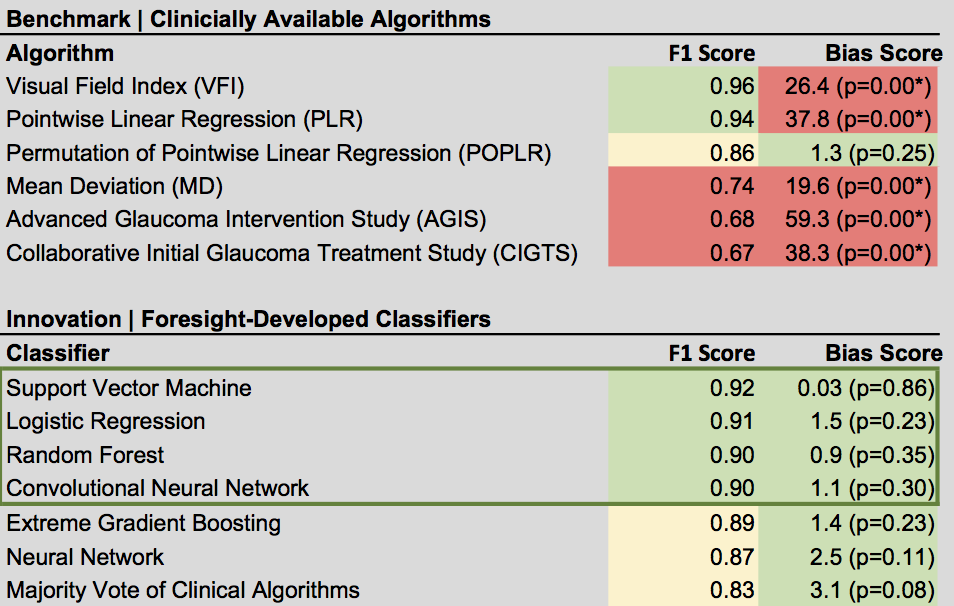 Benchmark | Clinicially Available Algorithms
Algorithm F1 Score Bias Score
Visual Field Index (VFI) 0.96 26.4 (p=0.00*)
Pointwise Linear Regression (PLR) 0.94 37.8 (p=0.00*)
Permutation of Pointwise Linear Regression (POPLR) 0.86 1.3 (p=0.25)
Mean Deviation (MD) 0.74 19.6 (p=0.00*)
Advanced Glaucoma Intervention Study (AGIS) 0.68 59.3 (p=0.00*)
Collaborative Initial Glaucoma Treatment Study (CIGTS) 0.67 38.3 (p=0.00*)
Innovation | Foresight-Developed Classifiers
Classifier F1 Score Bias Score
Support Vector Machine 0.92 0.03 (p=0.86)
Logistic Regression 0.91 1.5 (p=0.23)
Random Forest 0.90 0.9 (p=0.35)
Convolutional Neural Network 0.90 1.1 (p=0.30)
Extreme Gradient Boosting 0.89 1.4 (p=0.23)
Neural Network 0.87 2.5 (p=0.11)
Majority Vote of Clinical Algorithms 0.83 3.1 (p=0.08)